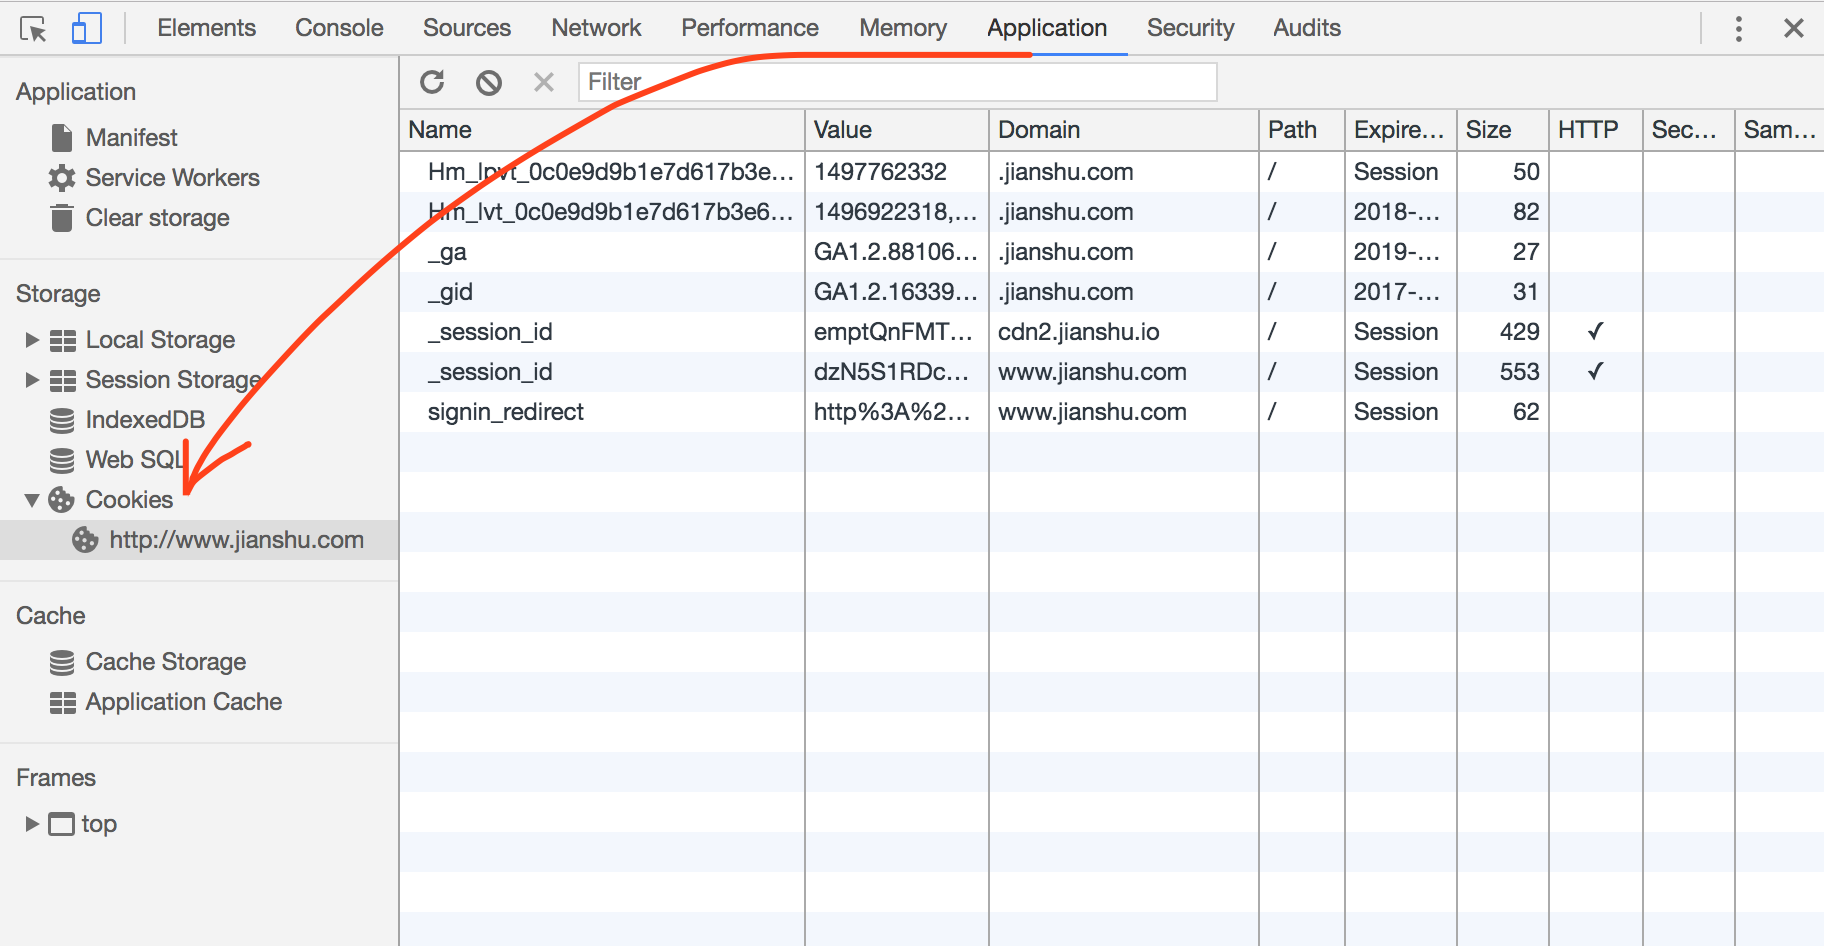 Elements Console Sources Network Performance Memory Application Security Audits
Filter
Application
Manifest
Service Workers
Clear storage
Storage
Local Storage
Session Storage
IndexedDB
Web SQL
Cookies
http://www.jianshu.com
Cache
Cache Storage
Application Cache
Frames
top
Name Value Domain Path Expire... Size HTTP Sec... Sam...
Hm_lpvt_0c0e9d9b1e7d617b3e... 1497762332 .jianshu.com / Session 50
Hm_lvt_0c0e9d9b1e7d617b3e6... 1496922318,... .jianshu.com / 2018-... 82
_ga GA1.2.88106... .jianshu.com / 2019-... 27
_gid GA1.2.16339... .jianshu.com / 2017-... 31
_session_id emptQnFMT... cdn2.jianshu.io / Session 429 ✓
_session_id dzN5S1RDc... www.jianshu.com / Session 553 ✓
signin_redirect http%3A%2... www.jianshu.com / Session 62